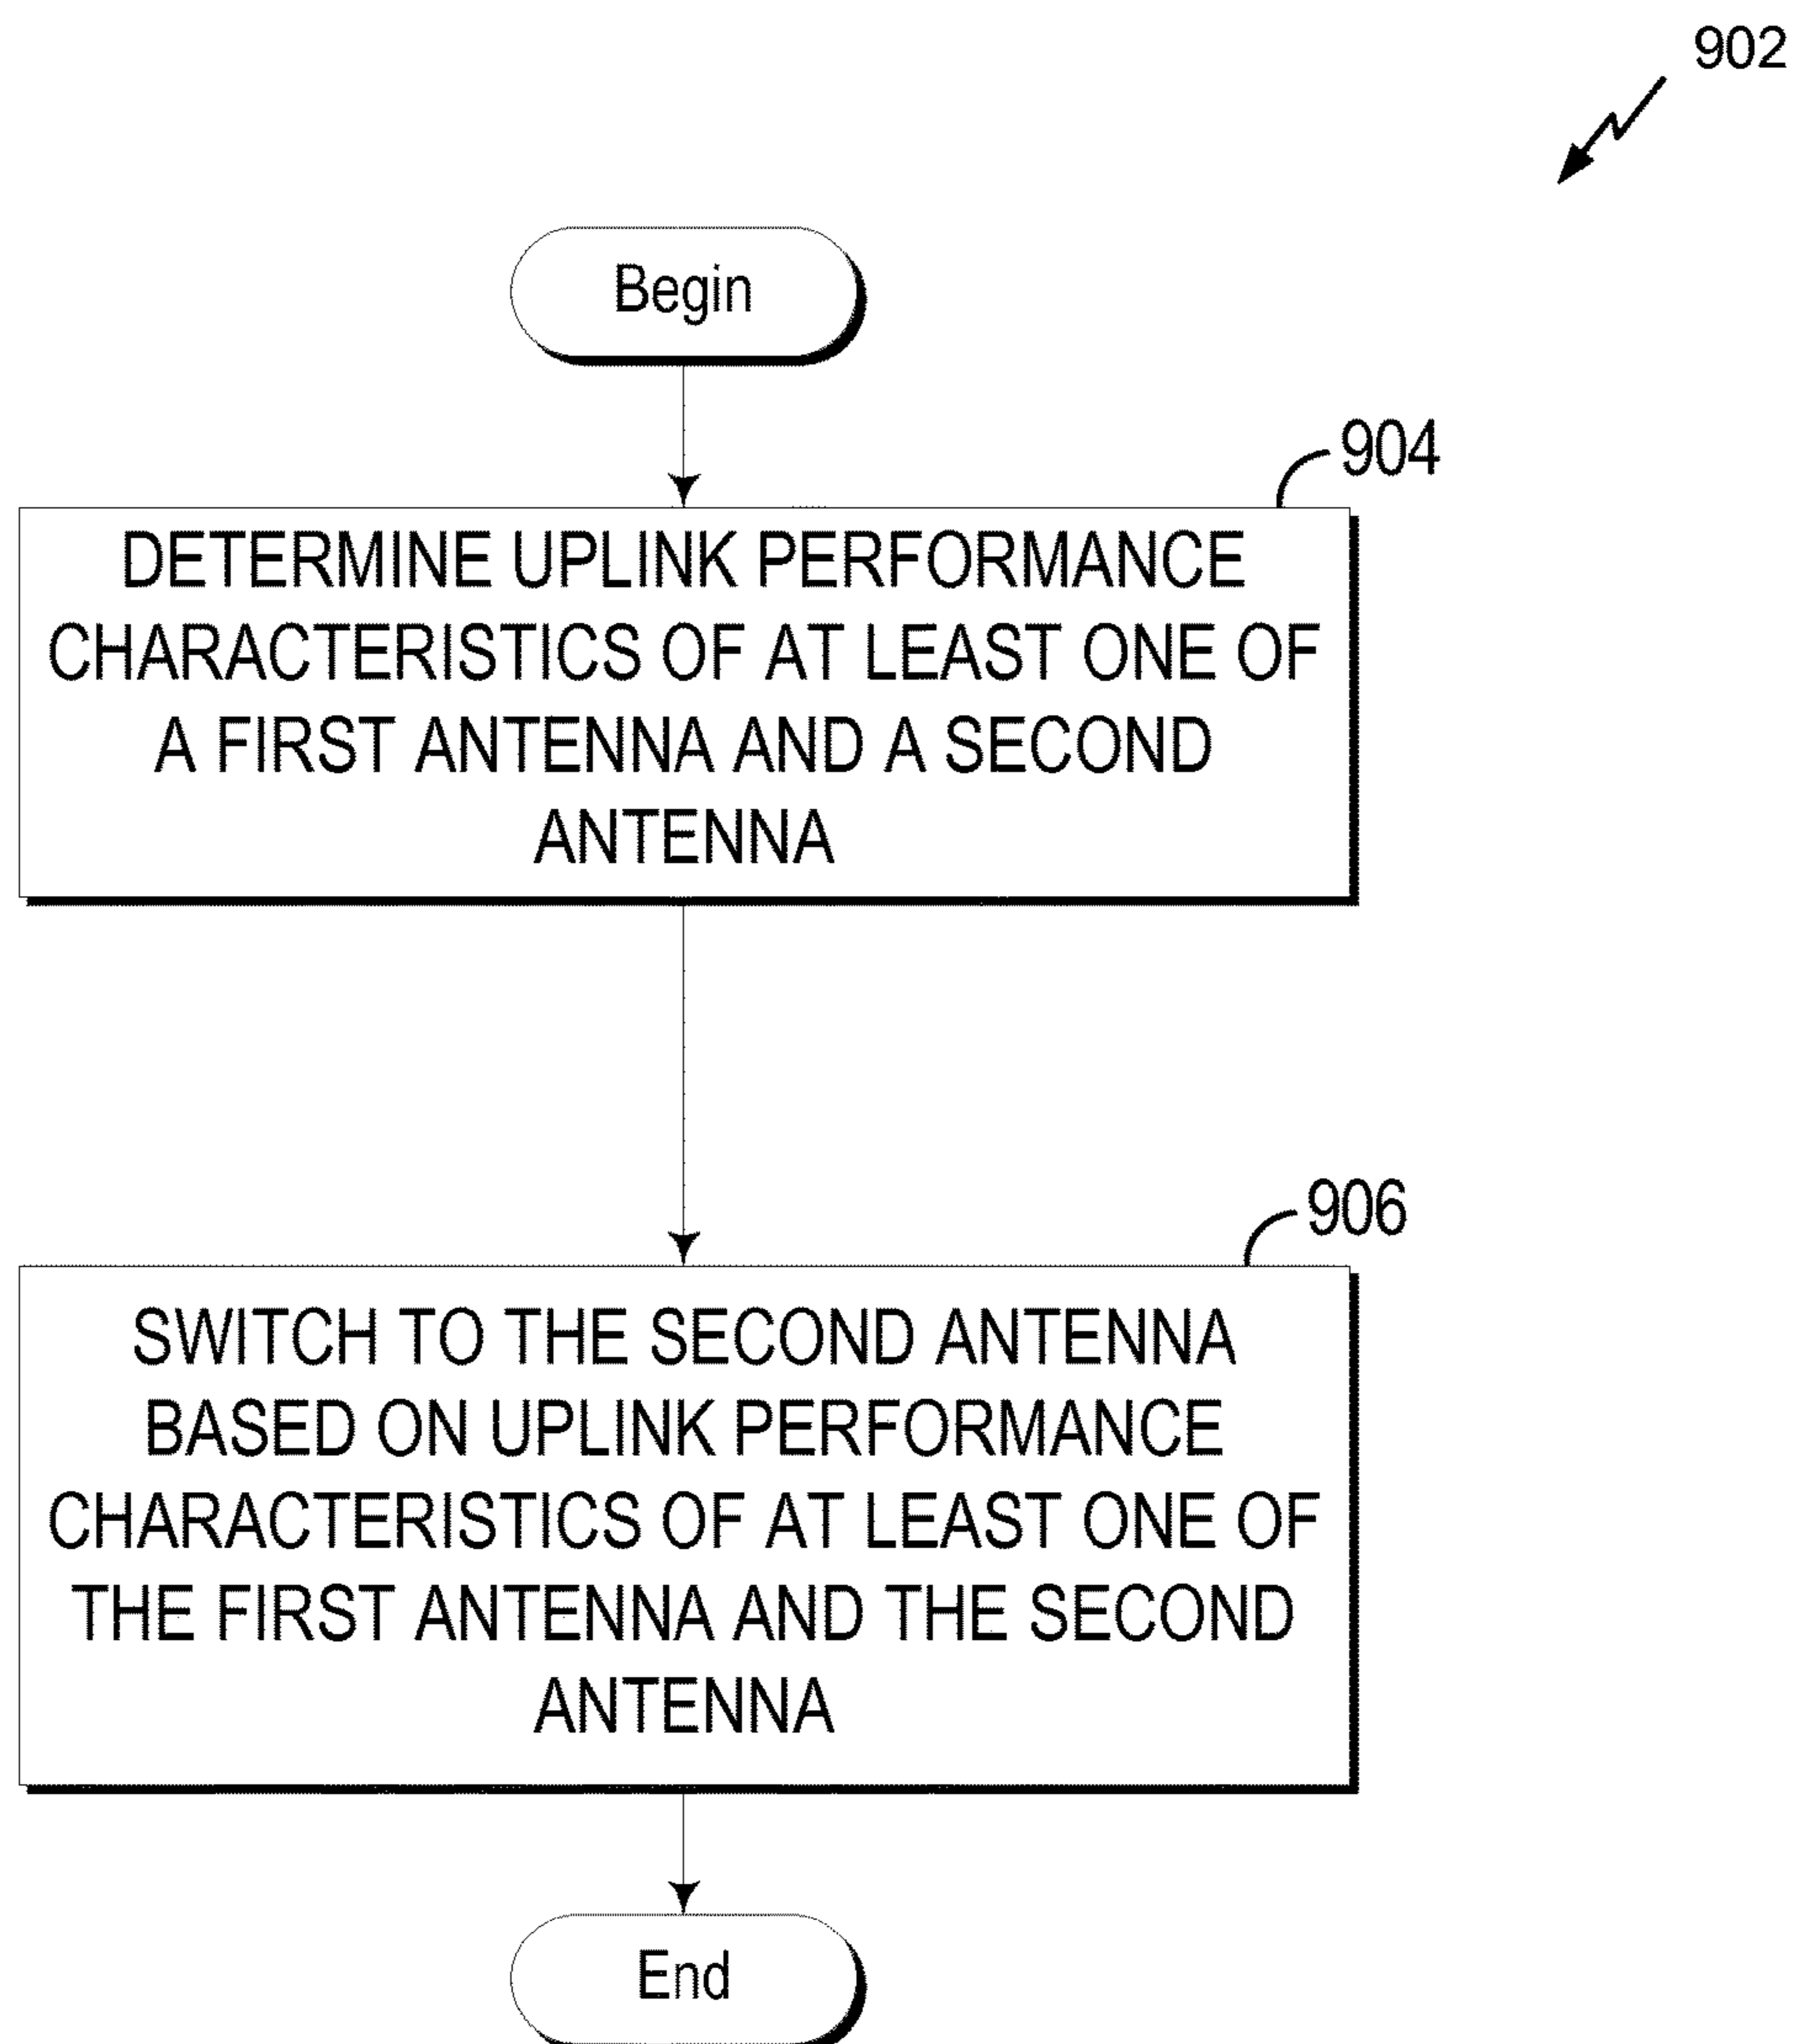 902
Begin
904
DETERMINE UPLINK PERFORMANCE
CHARACTERISTICS OF AT LEAST ONE OF
A FIRST ANTENNA AND A SECOND
ANTENNA
906
SWITCH TO THE SECOND ANTENNA
BASED ON UPLINK PERFORMANCE
CHARACTERISTICS OF AT LEAST ONE OF
THE FIRST ANTENNA AND THE SECOND
ANTENNA
End